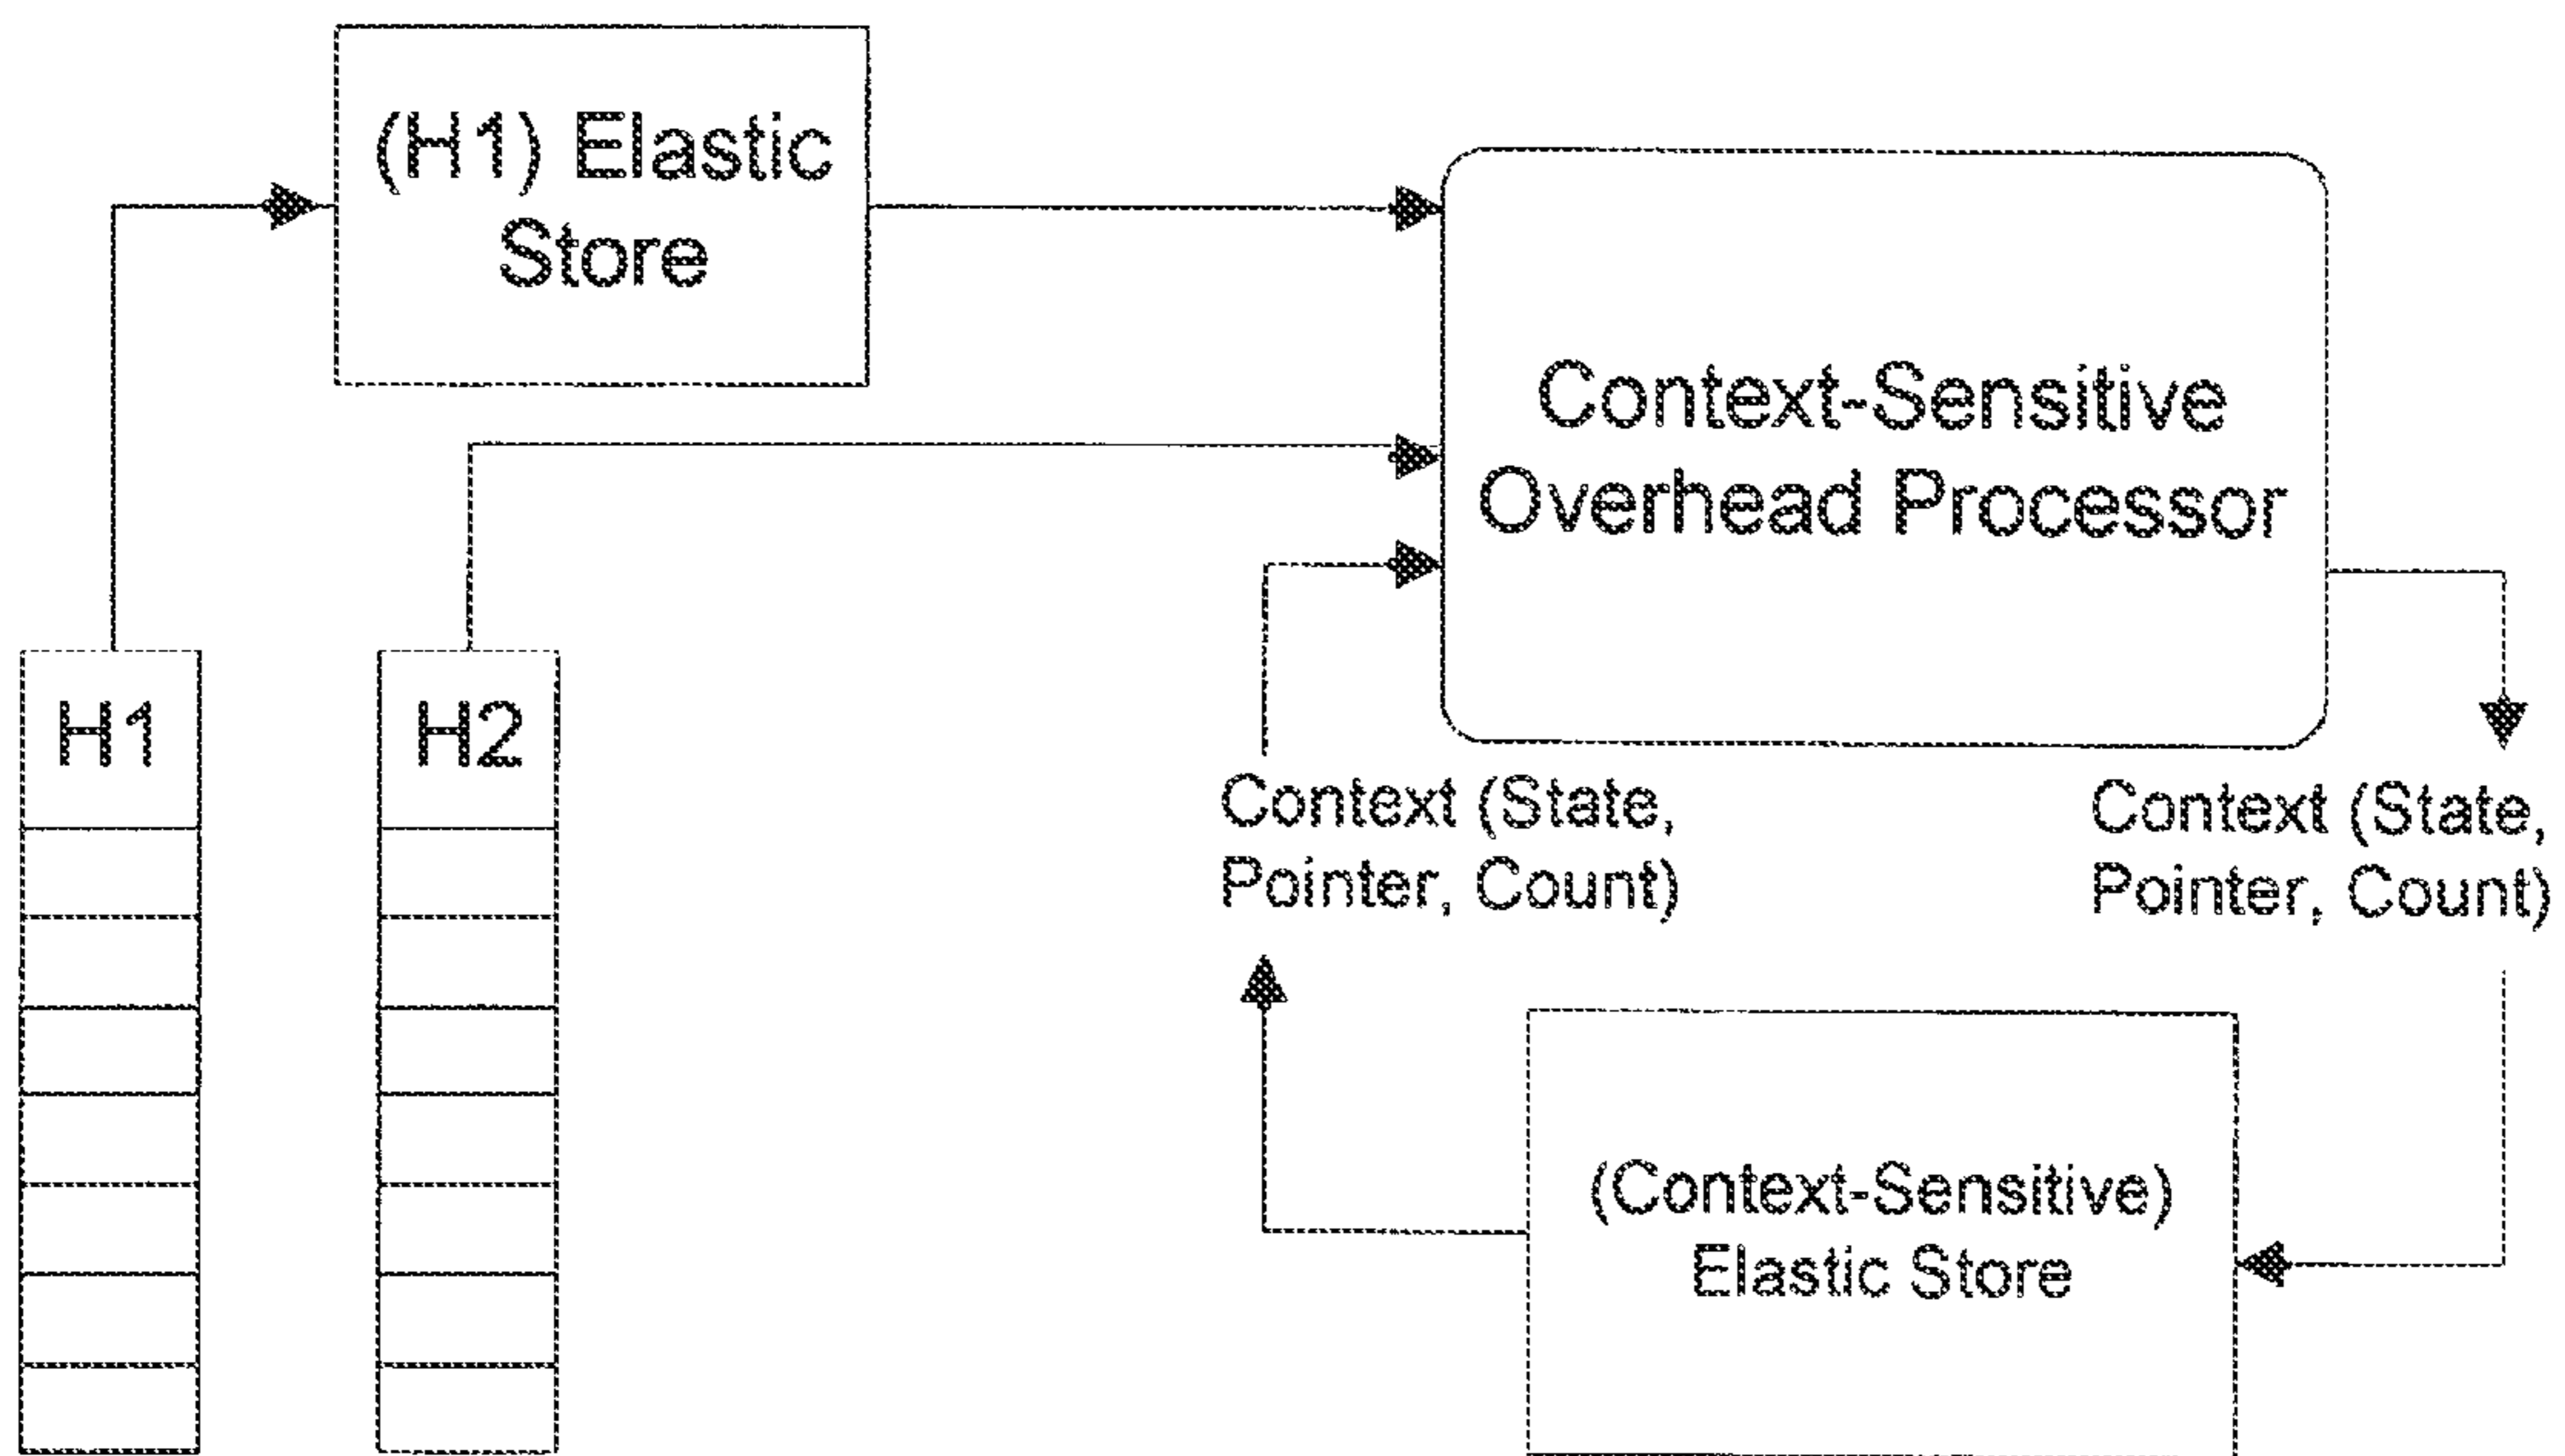 (H1) Elastic
Store
Context-Sensitive
Overhead Processor
H1
H2
Context (State,
Pointer, Count)
Context (State,
Pointer, Count)
(Context-Sensitive)
Elastic Store